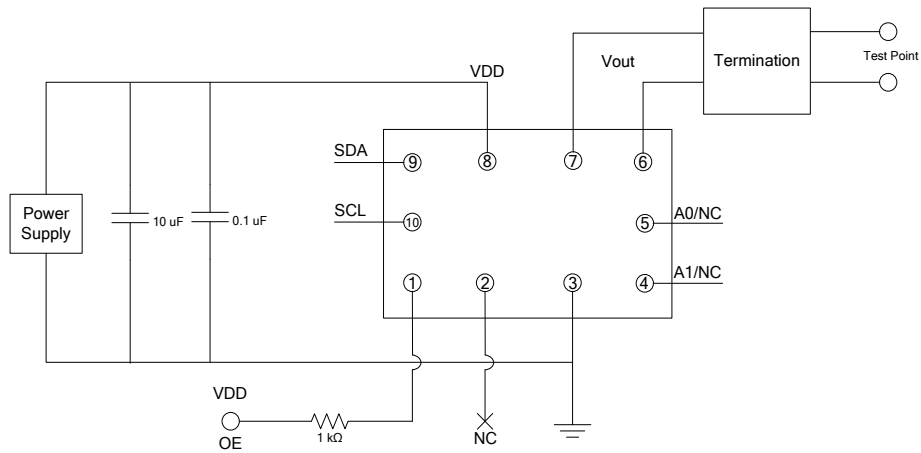 VDD
Vout
Termination
Test Point
SDA
9
8
7
6
Power
Supply
10 uF
0.1 uF
SCL
10
5
A0/NC
1
2
3
4
A1/NC
VDD
OE
1 kΩ
NC